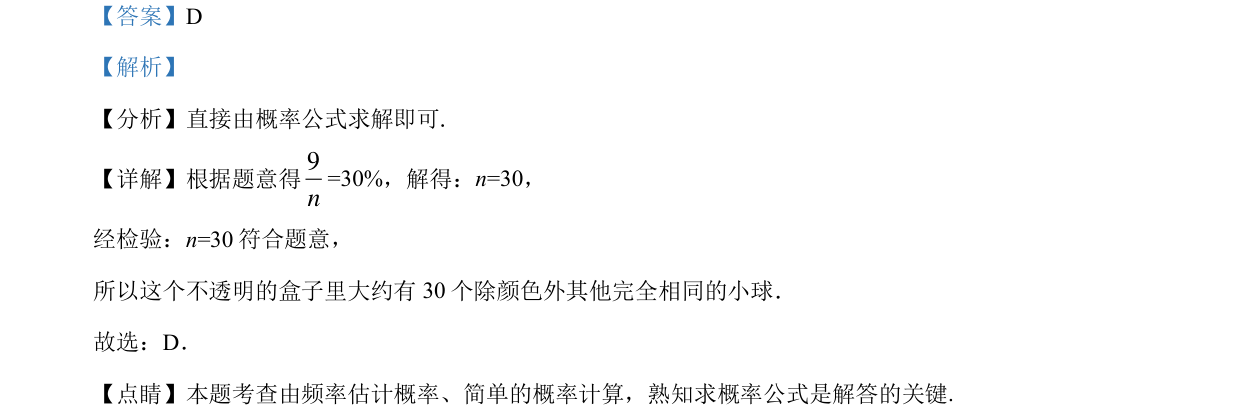 【答案】D
【解析】
【分析】直接由概率公式求解即可.
【详解】根据题意得9/n=30%，解得：n=30，
经检验：n=30 符合题意，
所以这个不透明的盒子里大约有 30 个除颜色外其他完全相同的小球．
故选：D．
【点睛】本题考查由频率估计概率、简单的概率计算，熟知求概率公式是解答的关键.